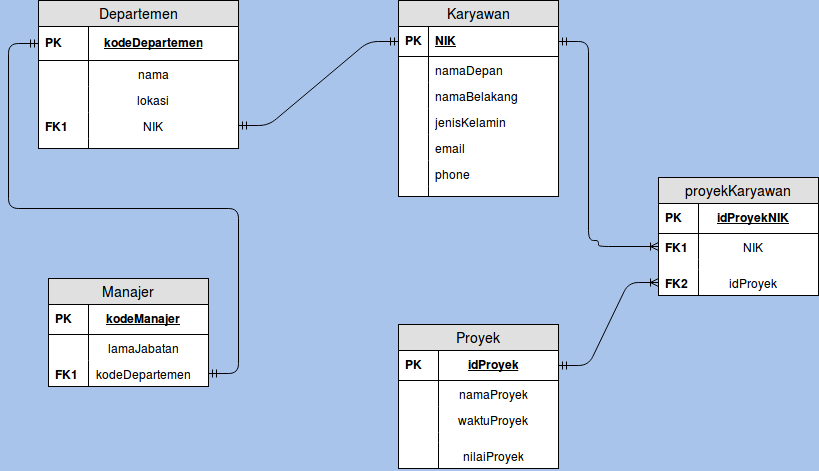 Departemen
PK kodeDepartemen
nama
lokasi
FK1 NIK
Karyawan
PK NIK
namaDepan
namaBelakang
jenisKelamin
email
phone
proyekKaryawan
PK idProyekNIK
FK1 NIK
FK2 idProyek
Manajer
PK kodeManajer
lamaJabatan
FK1 kodeDepartemen
Proyek
PK idProyek
namaProyek
waktuProyek
nilaiProyek